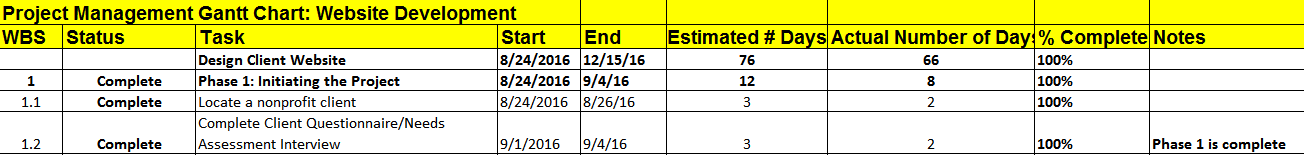 Project Management Gantt Chart: Website Development
WBS Status Task Start End Estimated # Days Actual Number of Days % Complete Notes
Design Client Website 8/24/2016 12/15/16 76 66 100%
1 Complete Phase 1: Initiating the Project 8/24/2016 9/4/16 12 8 100%
1.1 Complete Locate a nonprofit client 8/24/2016 8/26/16 3 2 100%
Complete Client Questionnaire/Needs
1.2 Complete Assessment Interview 9/1/2016 9/4/16 3 2 100% Phase 1 is complete